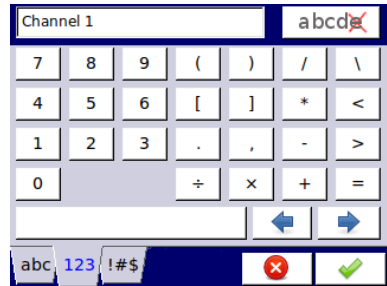 Channel 1 abcde
7 8 9 ( ) / \
4 5 6 [ ] * <
1 2 3 . , - >
0 ÷ × + =
abc 123 !#$